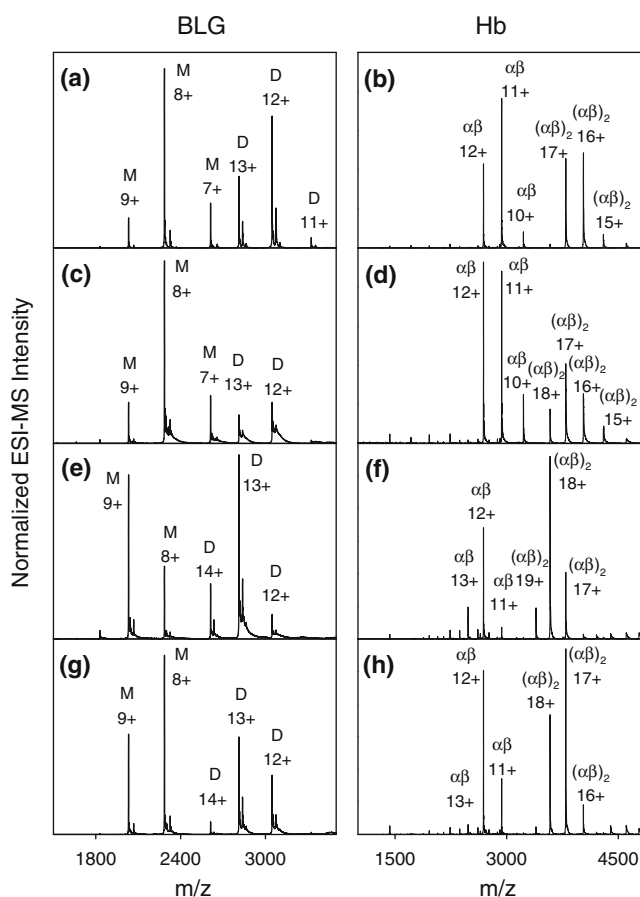 BLG Hb
(a) M 8+ D 12+ M 9+ M 7+ D 13+ D 11+
(b) αβ 11+ αβ 12+ αβ 10+ (αβ)₂ 17+ (αβ)₂ 16+ (αβ)₂ 15+
(c) M 8+ M 9+ M 7+ D 13+ D 12+
(d) αβ 12+ αβ 11+ αβ 10+ (αβ)₂ 18+ (αβ)₂ 17+ (αβ)₂ 16+ (αβ)₂ 15+
(e) M 9+ M 8+ D 14+ D 13+ D 12+
(f) αβ 13+ αβ 12+ αβ 11+ (αβ)₂ 19+ (αβ)₂ 18+ (αβ)₂ 17+
(g) M 9+ M 8+ D 14+ D 13+ D 12+
(h) αβ 13+ αβ 12+ αβ 11+ (αβ)₂ 18+ (αβ)₂ 17+ (αβ)₂ 16+
Normalized ESI-MS Intensity
1800 2400 3000 1500 3000 4500
m/z m/z